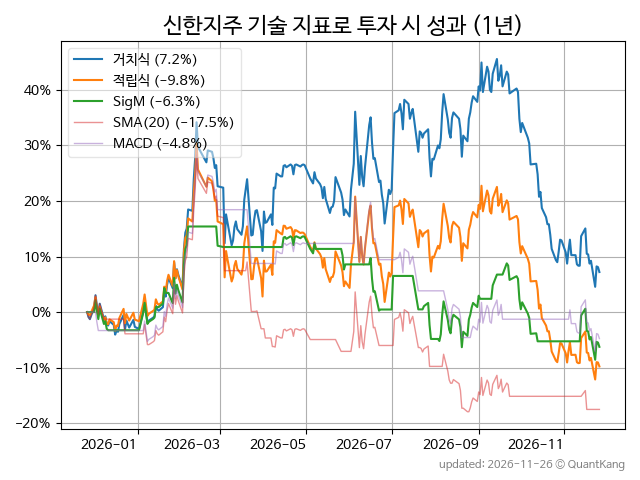 신한지주 기술 지표로 투자 시 성과 (1년)
거치식 (7.2%)
적립식 (−9.8%)
SigM (−6.3%)
SMA(20) (−17.5%)
MACD (−4.8%)
40%
30%
20%
10%
0%
−10%
−20%
2026−01 2026−03 2026−05 2026−07 2026−09 2026−11
updated: 2026−11−26 © QuantKang